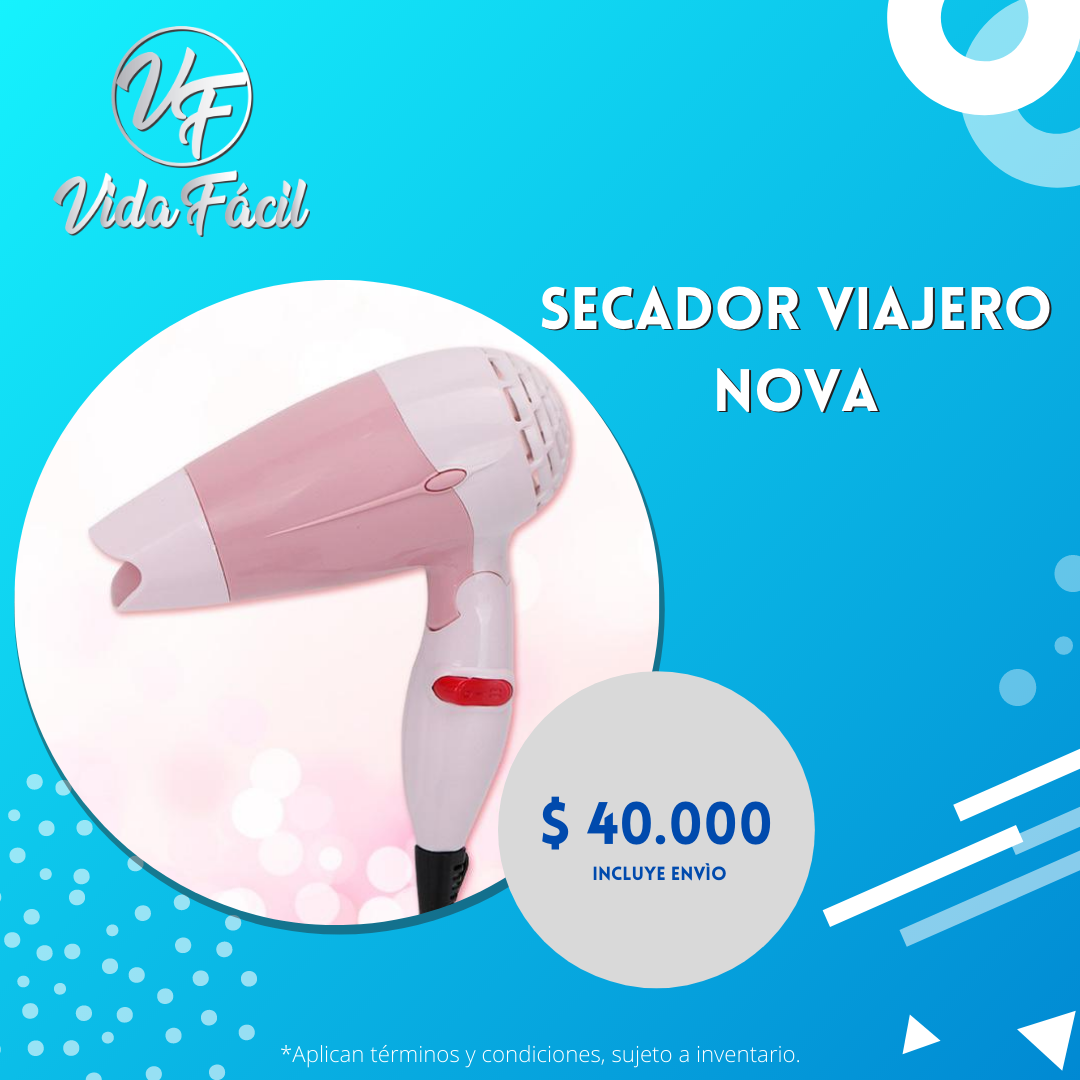 VF
Vida Fácil
SECADOR VIAJERO
NOVA
$ 40.000
INCLUYE ENVÌO
*Aplican términos y condiciones, sujeto a inventario.